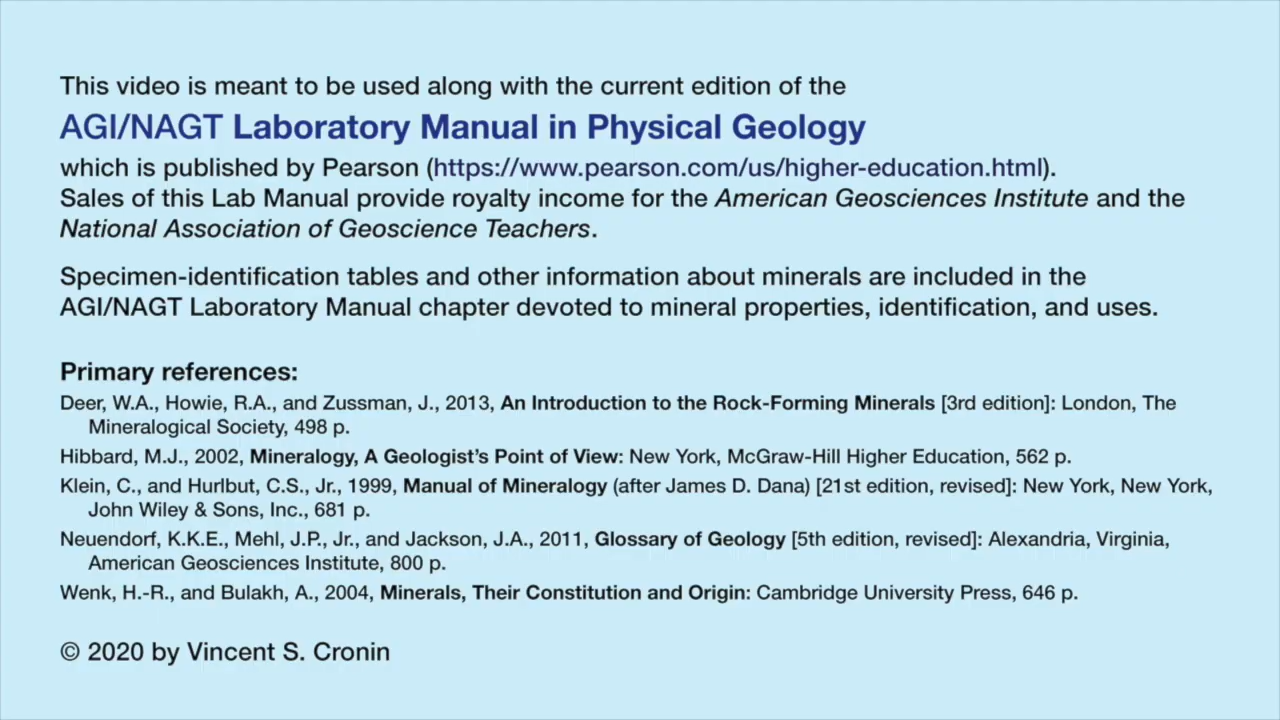 This video is meant to be used along with the current edition of the
AGI/NAGT Laboratory Manual in Physical Geology
which is published by Pearson (https://www.pearson.com/us/higher-education.html).
Sales of this Lab Manual provide royalty income for the American Geosciences Institute and the
National Association of Geoscience Teachers.
Specimen-identification tables and other information about minerals are included in the
AGI/NAGT Laboratory Manual chapter devoted to mineral properties, identification, and uses.
Primary references:
Deer, W.A., Howie, R.A., and Zussman, J., 2013, An Introduction to the Rock-Forming Minerals [3rd edition]: London, The
Mineralogical Society, 498 p.
Hibbard, M.J., 2002, Mineralogy, A Geologist's Point of View: New York, McGraw-Hill Higher Education, 562 p.
Klein, C., and Hurlbut, C.S., Jr., 1999, Manual of Mineralogy (after James D. Dana) [21st edition, revised]: New York, New York,
John Wiley & Sons, Inc., 681 p.
Neuendorf, K.K.E., Mehl, J.P., Jr., and Jackson, J.A., 2011, Glossary of Geology [5th edition, revised]: Alexandria, Virginia,
American Geosciences Institute, 800 p.
Wenk, H.-R., and Bulakh, A., 2004, Minerals, Their Constitution and Origin: Cambridge University Press, 646 p.
© 2020 by Vincent S. Cronin